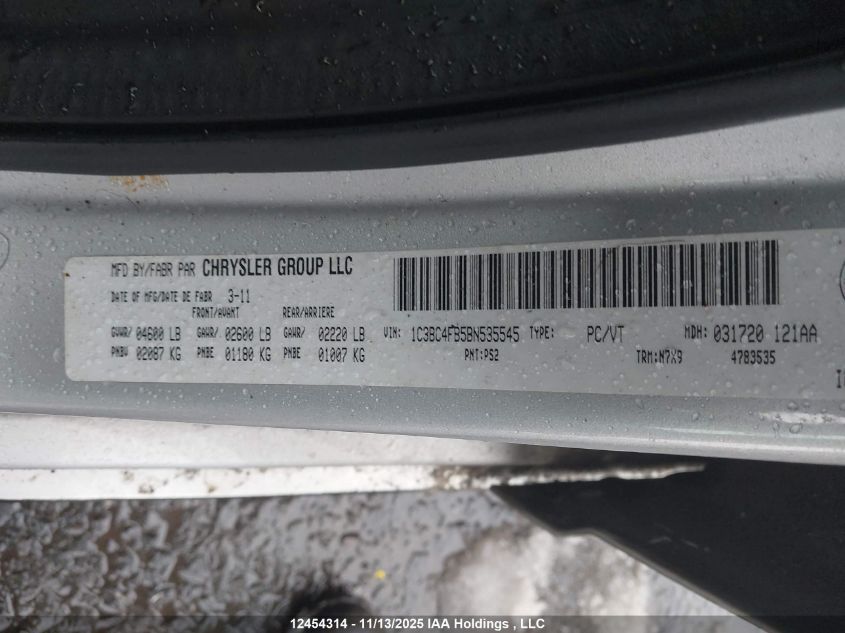 MFD BY/FABR PAR CHRYSLER GROUP LLC
DATE OF MFG/DATE DE FABR 3-11
FRONT/AVANT REAR/ARRIERE
GVWR/ 04600 LB GAWR/ 02600 LB GAWR/ 02220 LB VIN: 1C3BC4FB5BN535545 TYPE: PC/VT MDH: 031720 121AA
PNBV 02087 KG PNBE 01180 KG PNBE 01007 KG PNT:PS2 TRM:N7X9 4783535
12454314 - 11/13/2025 IAA Holdings , LLC